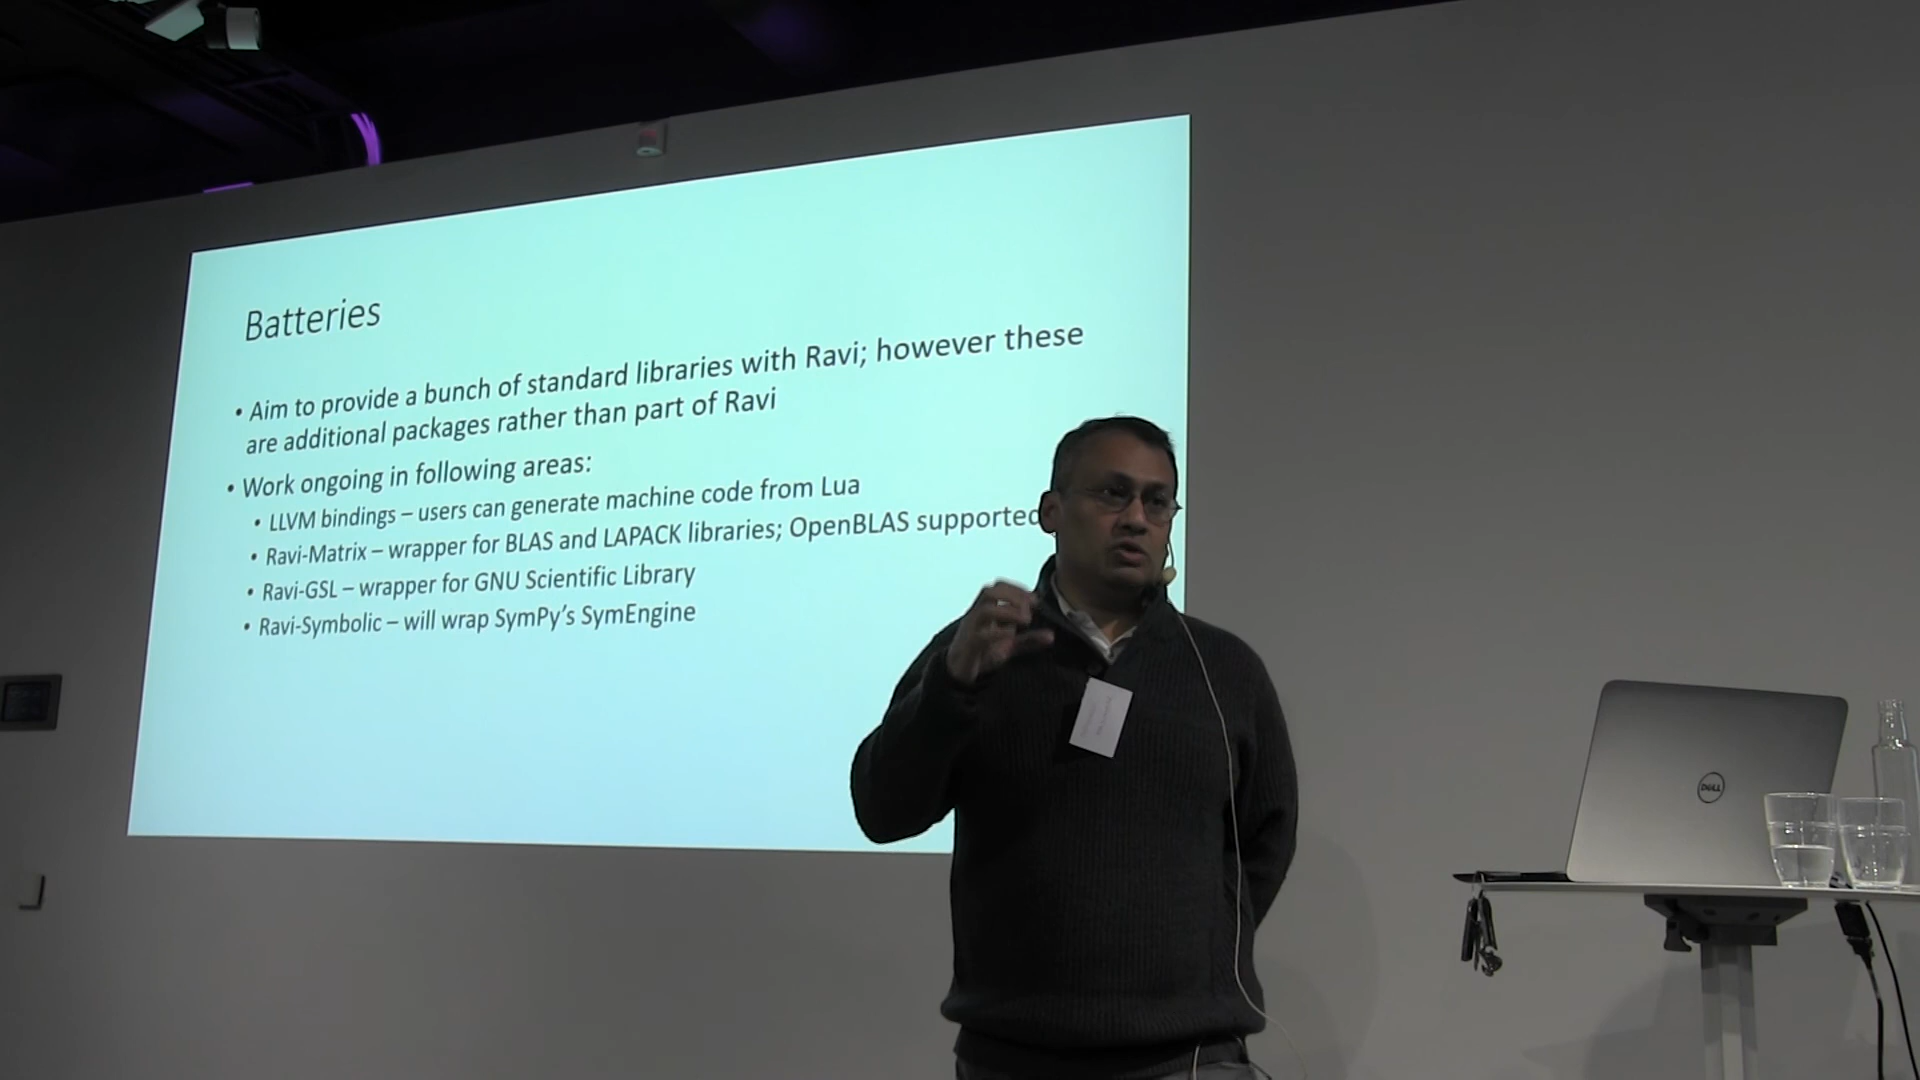 Batteries
• Aim to provide a bunch of standard libraries with Ravi; however these
are additional packages rather than part of Ravi
• Work ongoing in following areas:
• LLVM bindings – users can generate machine code from Lua
• Ravi-Matrix – wrapper for BLAS and LAPACK libraries; OpenBLAS supported
• Ravi-GSL – wrapper for GNU Scientific Library
• Ravi-Symbolic – will wrap SymPy's SymEngine
DELL